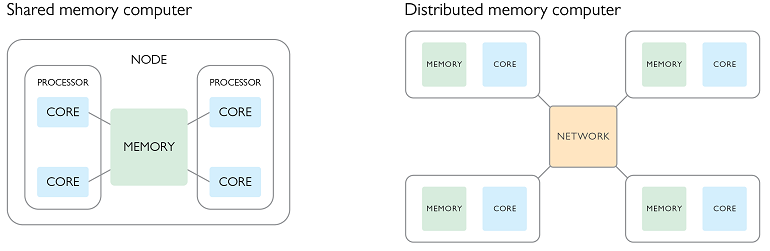 Shared memory computer
NODE
PROCESSOR
PROCESSOR
CORE
CORE
MEMORY
CORE
CORE
Distributed memory computer
MEMORY CORE
MEMORY CORE
NETWORK
MEMORY CORE
MEMORY CORE